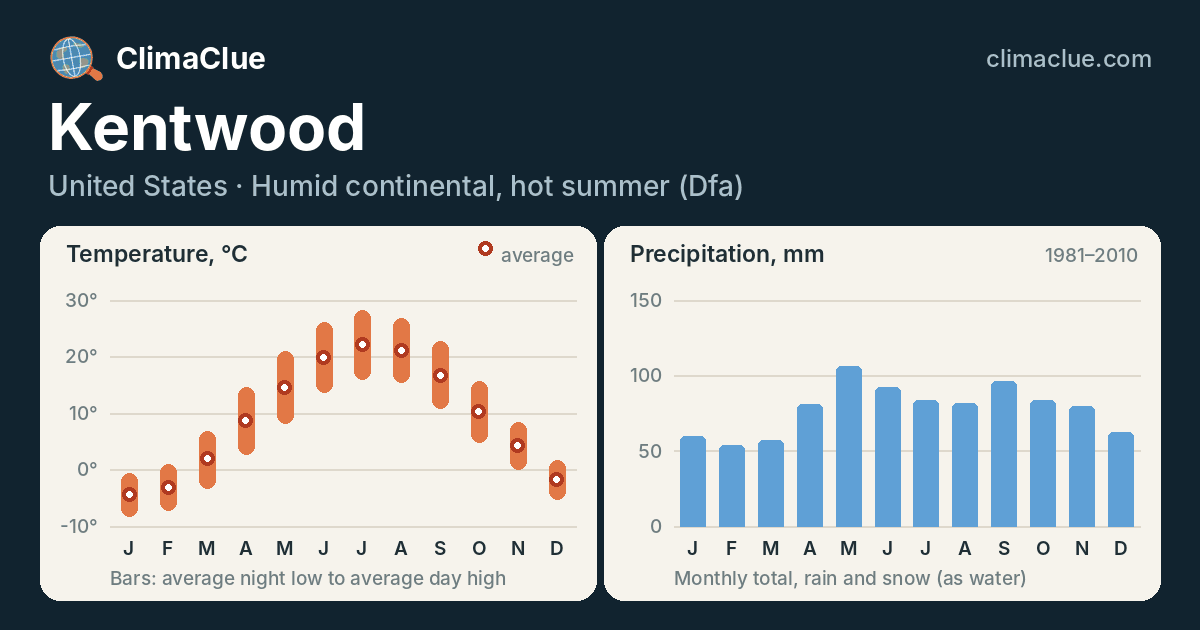 ClimaClue
climaclue.com
Kentwood
United States · Humid continental, hot summer (Dfa)
Temperature, °C
average
30°
20°
10°
0°
-10°
J F M A M J J A S O N D
Bars: average night low to average day high
Precipitation, mm
1981–2010
150
100
50
0
J F M A M J J A S O N D
Monthly total, rain and snow (as water)